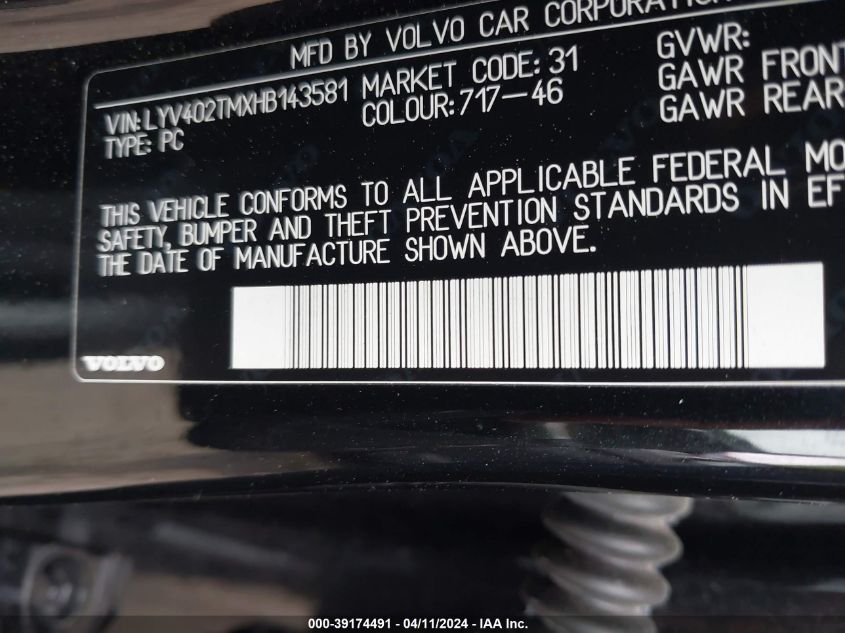 MFD BY VOLVO CAR CORPORATION
VIN: LYV402TMXHB143581 MARKET CODE: 31 GVWR:
TYPE: PC COLOUR: 717-46 GAWR FRONT
GAWR REAR
THIS VEHICLE CONFORMS TO ALL APPLICABLE FEDERAL MO
SAFETY, BUMPER AND THEFT PREVENTION STANDARDS IN EF
THE DATE OF MANUFACTURE SHOWN ABOVE.
VOLVO
000-39174491 - 04/11/2024 - IAA Inc.